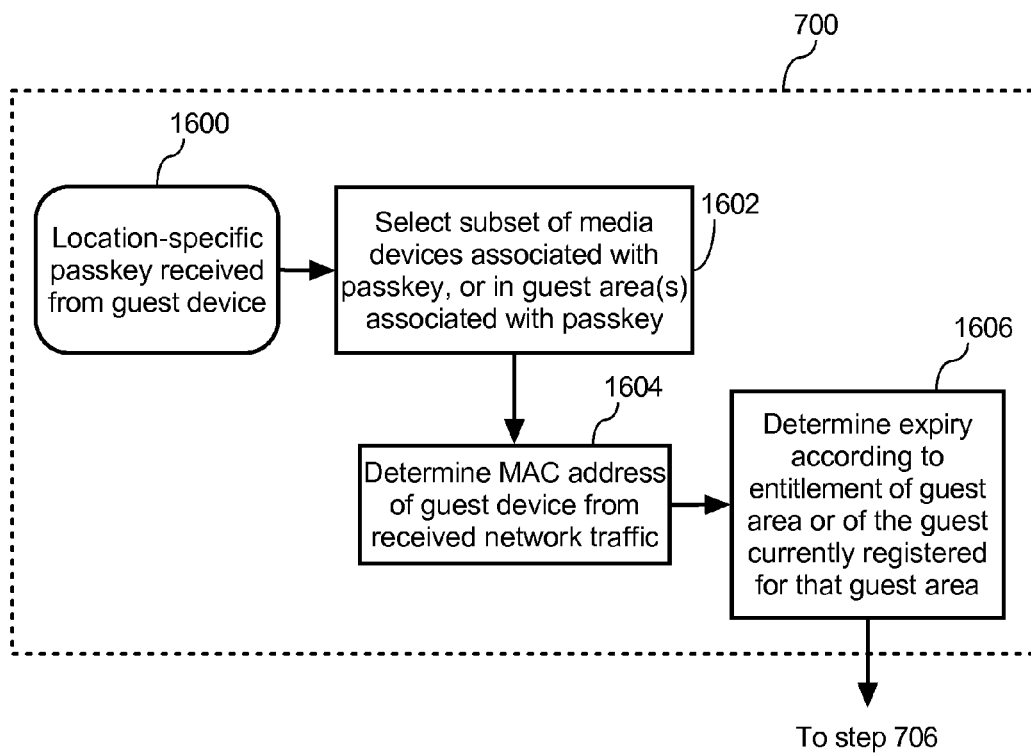 700
1600
Location-specific
passkey received
from guest device
1602
Select subset of media
devices associated with
passkey, or in guest area(s)
associated with passkey
1604
Determine MAC address
of guest device from
received network traffic
1606
Determine expiry
according to
entitlement of guest
area or of the guest
currently registered
for that guest area
To step 706